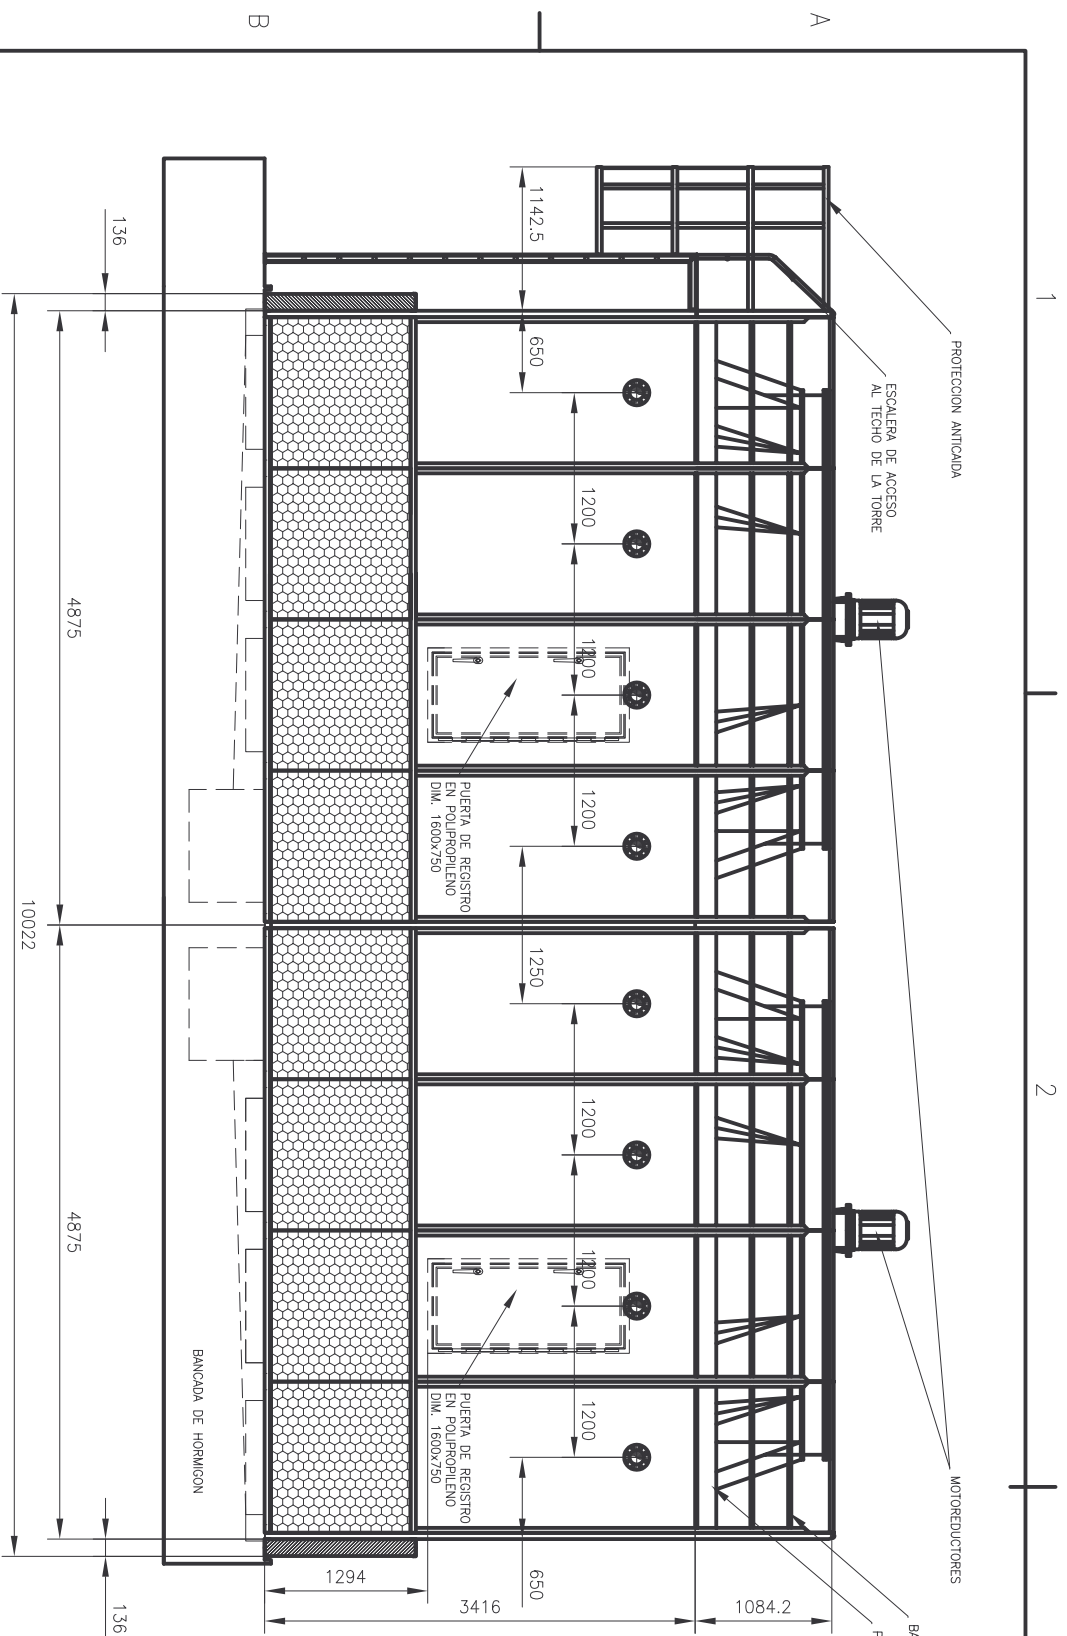 A
B
1
2
PROTECCION ANTICAIDA
ESCALERA DE ACCESO
AL TECHO DE LA TORRE
MOTOREDUCTORES
1142.5
650
1200
1200
1200
1250
1200
1200
1200
650
PUERTA DE REGISTRO
EN POLIPROPILENO
DIM. 1600x750
PUERTA DE REGISTRO
EN POLIPROPILENO
DIM. 1600x750
1084.2
3416
1294
BANCADA DE HORMIGON
136
4875
4875
136
10022